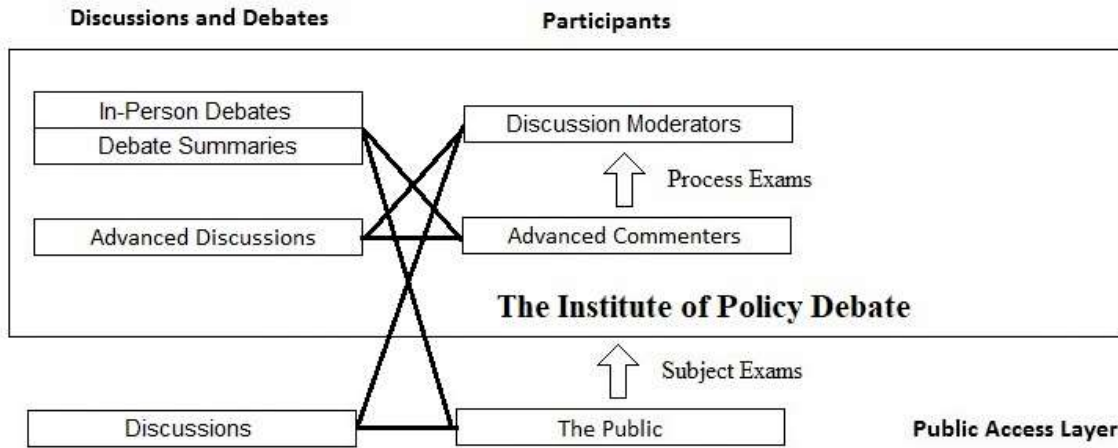 Discussions and Debates
Participants
In-Person Debates
Debate Summaries
Discussion Moderators
Process Exams
Advanced Discussions
Advanced Commenters
The Institute of Policy Debate
Subject Exams
Discussions
The Public
Public Access Layer